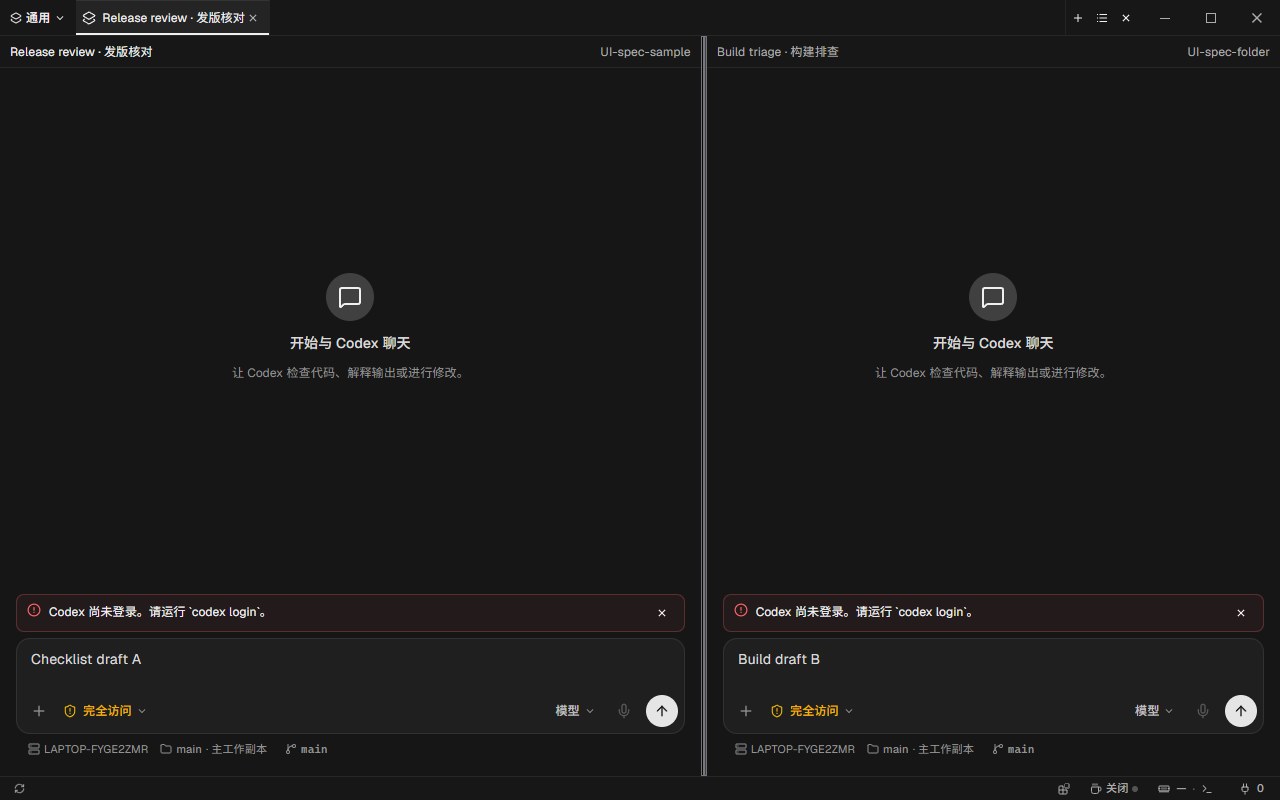 通用
Release review · 发版核对
Release review · 发版核对
UI-spec-sample
Build triage · 构建排查
UI-spec-folder
开始与 Codex 聊天
让 Codex 检查代码、解释输出或进行修改。
开始与 Codex 聊天
让 Codex 检查代码、解释输出或进行修改。
Codex 尚未登录。请运行 `codex login`。
Checklist draft A
完全访问
模型
LAPTOP-FYGE2ZMR
main · 主工作副本
main
Codex 尚未登录。请运行 `codex login`。
Build draft B
完全访问
模型
LAPTOP-FYGE2ZMR
main · 主工作副本
main
关闭
— ·
0